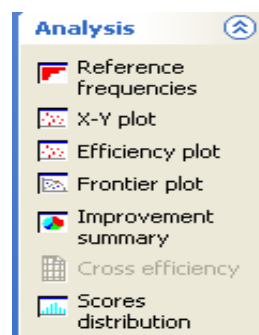 Analysis
Reference
frequencies
X-Y plot
Efficiency plot
Frontier plot
Improvement
summary
Cross efficiency
Scores
distribution